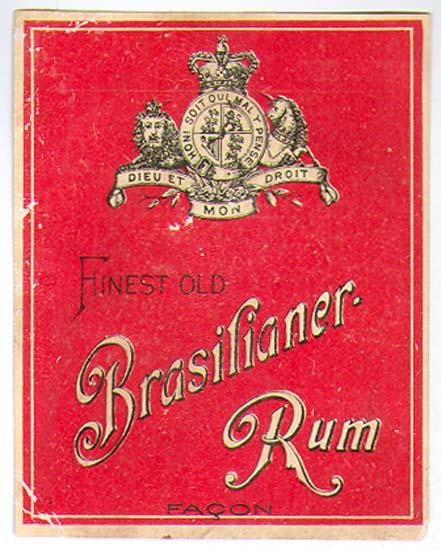 HONI SOIT QUI MAL Y PENSE
DIEU ET MON DROIT
FINEST OLD
Brasilianer-
Rum
FAÇON